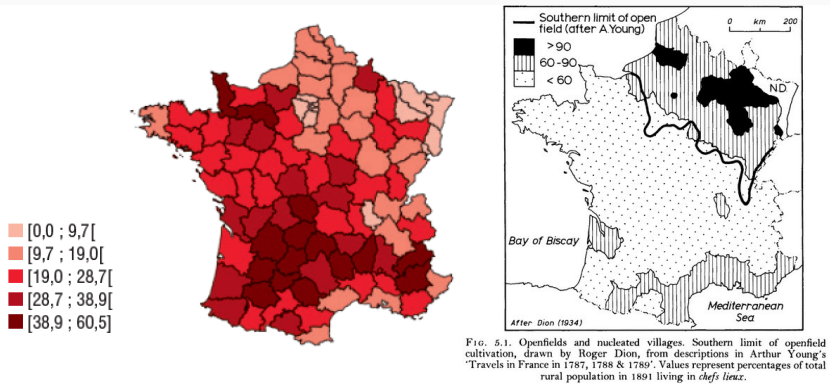 [0,0 ; 9,7[
[9,7 ; 19,0[
[19,0 ; 28,7[
[28,7 ; 38,9[
[38,9 ; 60,5]
Southern limit of open
field (after A.Young)
>90
60-90
<60
0 km 200
ND
Bay of Biscay
Mediterranean
Sea
After Dion (1934)
FIG. 5.1. Openfields and nucleated villages. Southern limit of openfield
cultivation, drawn by Roger Dion, from descriptions in Arthur Young's
'Travels in France in 1787, 1788 & 1789'. Values represent percentages of total
rural population in 1891 living in chefs lieux.